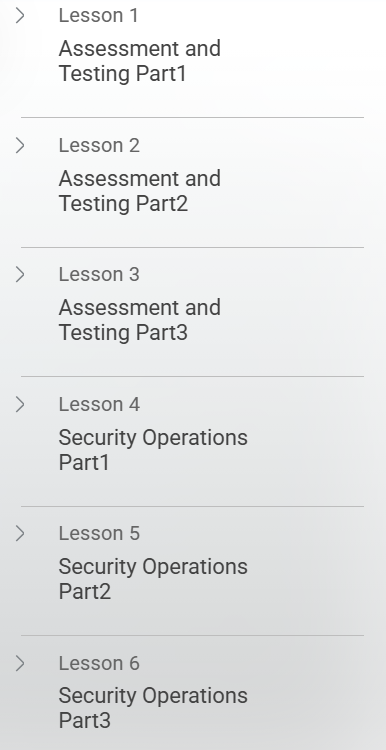 Lesson 1
Assessment and
Testing Part1
Lesson 2
Assessment and
Testing Part2
Lesson 3
Assessment and
Testing Part3
Lesson 4
Security Operations
Part1
Lesson 5
Security Operations
Part2
Lesson 6
Security Operations
Part3